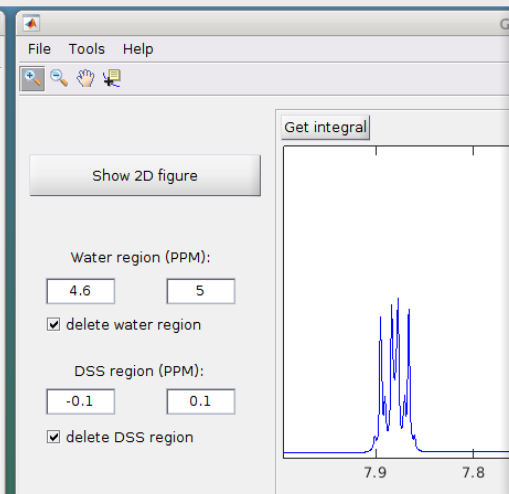 G
File Tools Help
Get integral
Show 2D figure
Water region (PPM):
4.6 5
delete water region
DSS region (PPM):
-0.1 0.1
delete DSS region
7.9 7.8